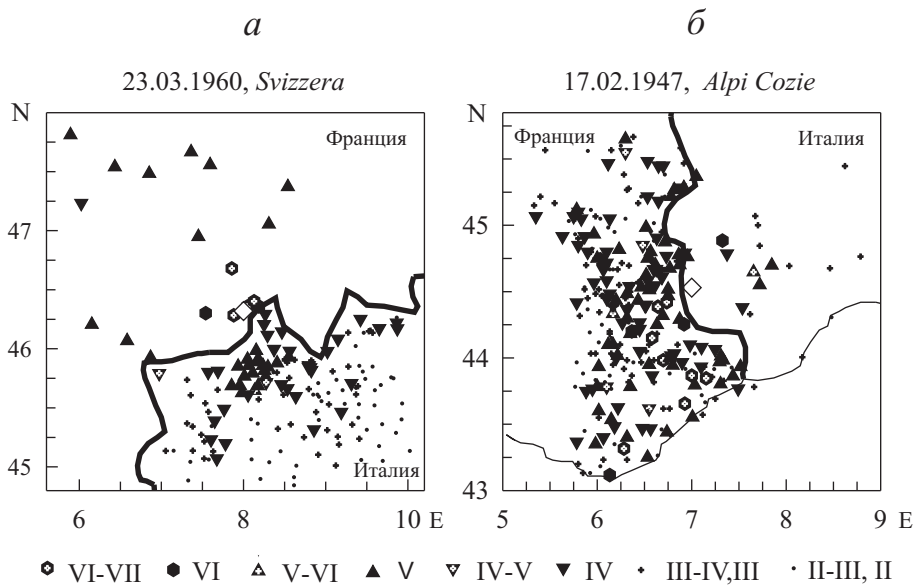 а
23.03.1960, Svizzera
N
Франция
47
46
45
Италия
6 8 10 E
б
17.02.1947, Alpi Cozie
N
Франция Италия
45
44
43
5 6 7 8 9 E
VI-VII VI V-VI V IV-V IV III-IV,III II-III, II